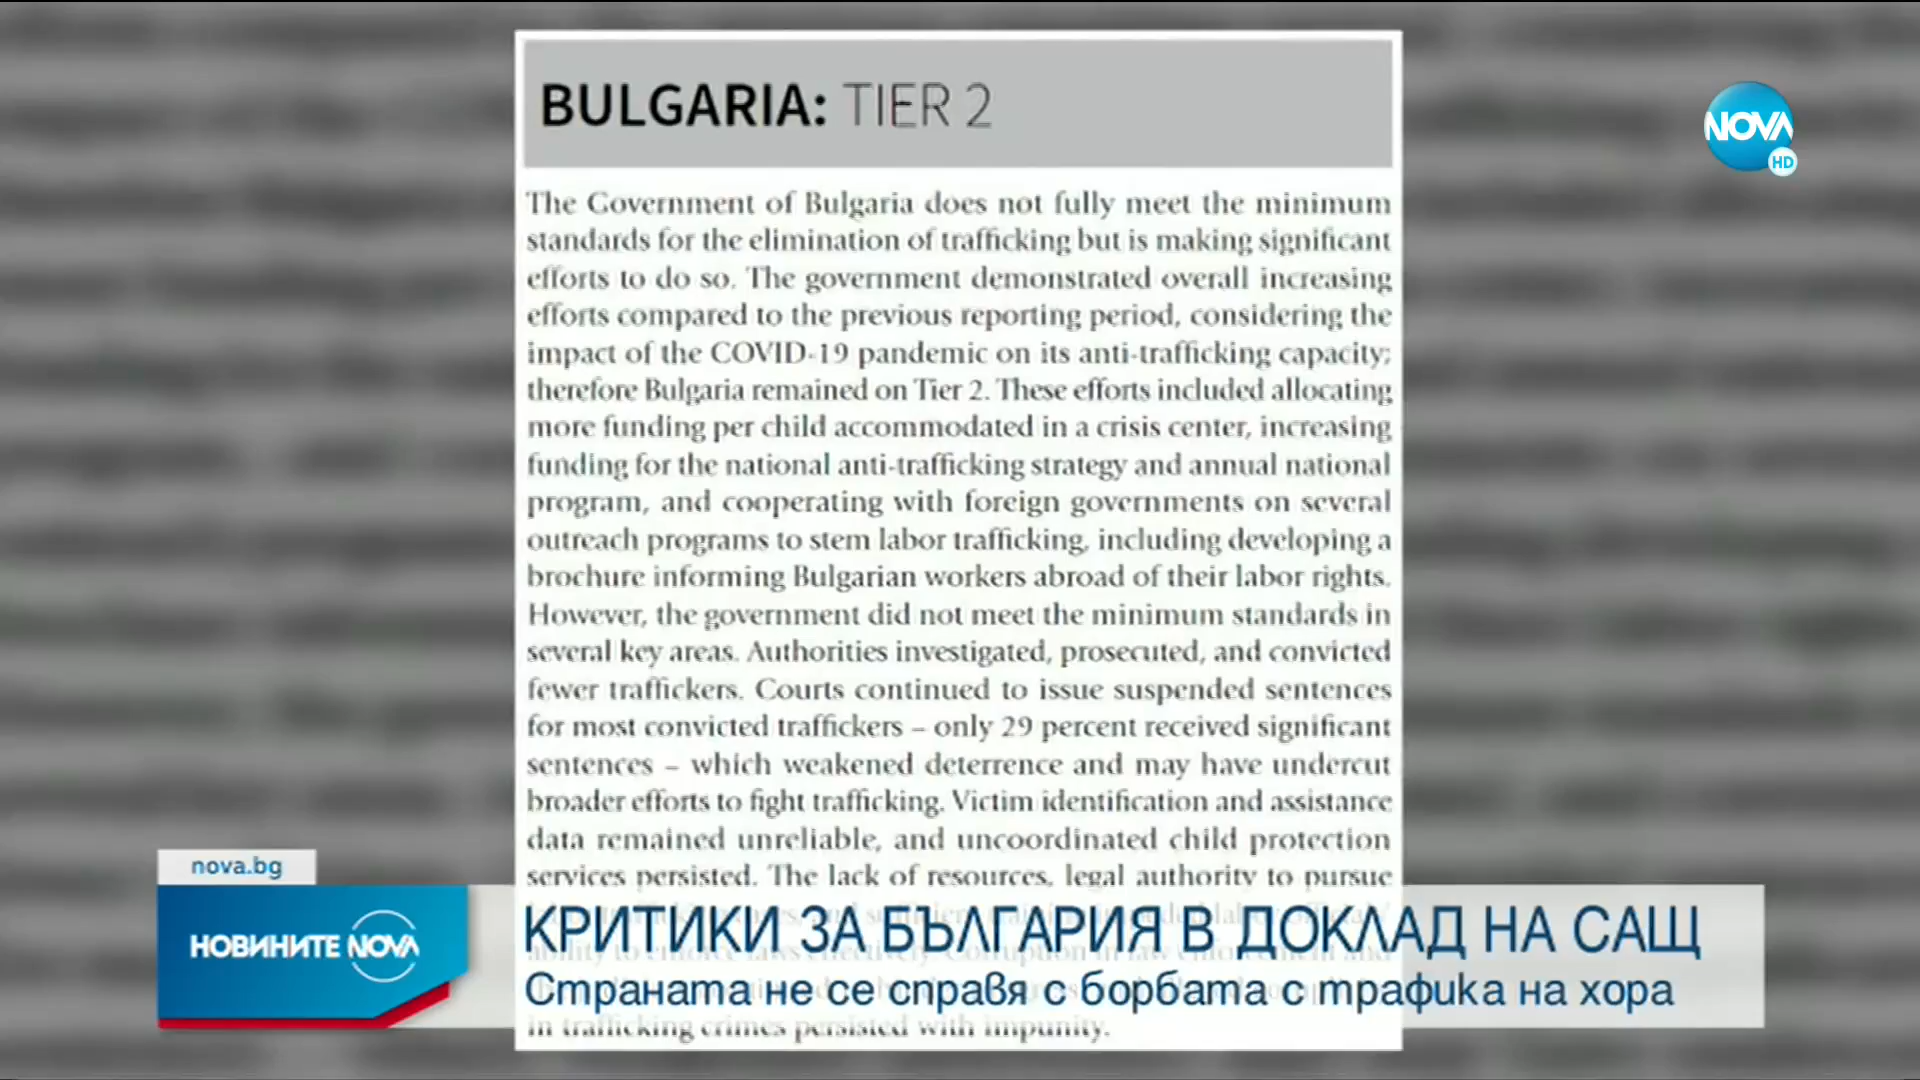 BULGARIA: TIER 2
NOVA
HD
The Government of Bulgaria does not fully meet the minimum
standards for the elimination of trafficking but is making significant
efforts to do so. The government demonstrated overall increasing
efforts compared to the previous reporting period, considering the
impact of the COVID-19 pandemic on its anti-trafficking capacity;
therefore Bulgaria remained on Tier 2. These efforts included allocating
more funding per child accommodated in a crisis center, increasing
funding for the national anti-trafficking strategy and annual national
program, and cooperating with foreign governments on several
outreach programs to stem labor trafficking, including developing a
brochure informing Bulgarian workers abroad of their labor rights.
However, the government did not meet the minimum standards in
several key areas. Authorities investigated, prosecuted, and convicted
fewer traffickers. Courts continued to issue suspended sentences
for most convicted traffickers – only 29 percent received significant
sentences – which weakened deterrence and may have undercut
broader efforts to fight trafficking. Victim identification and assistance
data remained unreliable, and uncoordinated child protection
services persisted. The lack of resources, legal authority to pursue
in trafficking crimes persisted with impunity.
nova.bg
НОВИНИТЕ NOVA
КРИТИКИ ЗА БЪЛГАРИЯ В ДОКЛАД НА САЩ
Страната не се справя с борбата с трафика на хора